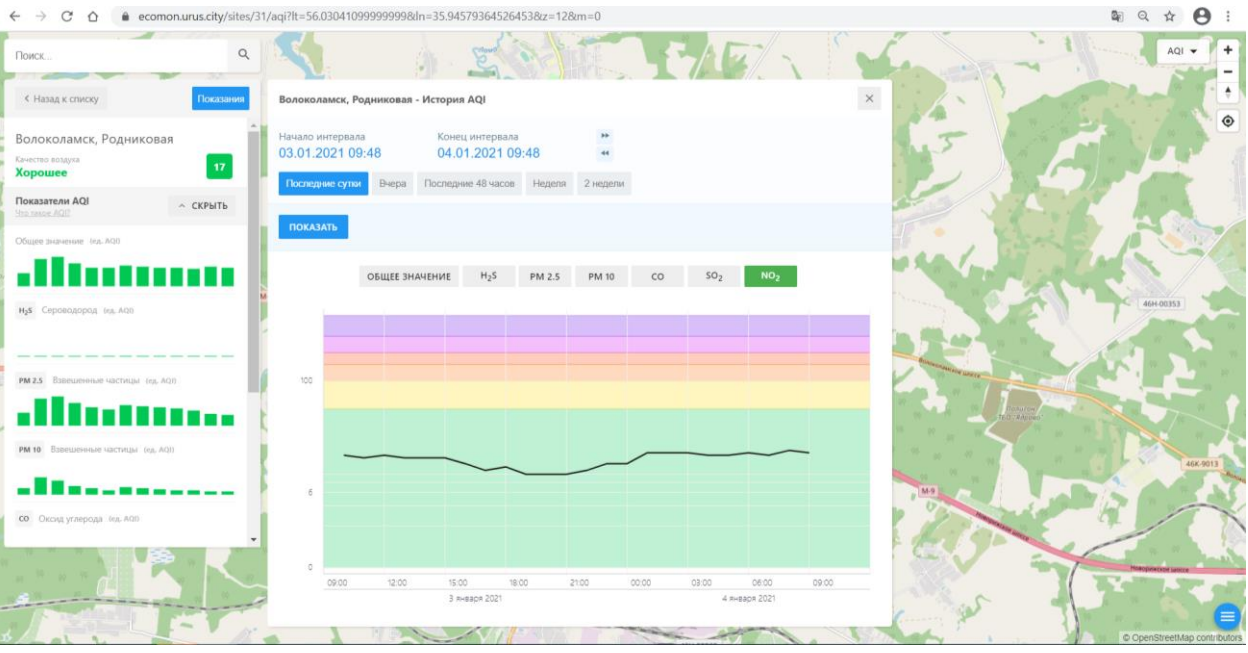 ecomon.urus.city/sites/31/aqi?lt=56.03041099999999&ln=35.94579364526453&z=12&m=0
Поиск...
AQI
Назад к списку
Показания
Волоколамск, Родниковая - История AQI
Волоколамск, Родниковая
Качество воздуха
Хорошее
17
Начало интервала
Конец интервала
03.01.2021 09:48
04.01.2021 09:48
Последние сутки
Вчера
Последние 48 часов
Неделя
2 недели
Показатели AQI
Что такое AQI?
СКРЫТЬ
ПОКАЗАТЬ
Общее значение (ед. AQI)
H₂S Сероводород (ед. AQI)
PM 2.5 Взвешенные частицы (ед. AQI)
PM 10 Взвешенные частицы (ед. AQI)
CO Оксид углерода (ед. AQI)
ОБЩЕЕ ЗНАЧЕНИЕ H₂S PM 2.5 PM 10 CO SO₂ NO₂
100
6
0
09:00 12:00 15:00 18:00 21:00 00:00 03:00 06:00 09:00
3 января 2021
4 января 2021
46Н-00353
Волоколамское шоссе
Полигон
ТБО "Ядрово"
46К-9013
М-9
Новорижское шоссе
Новорижское шоссе
© OpenStreetMap contributors